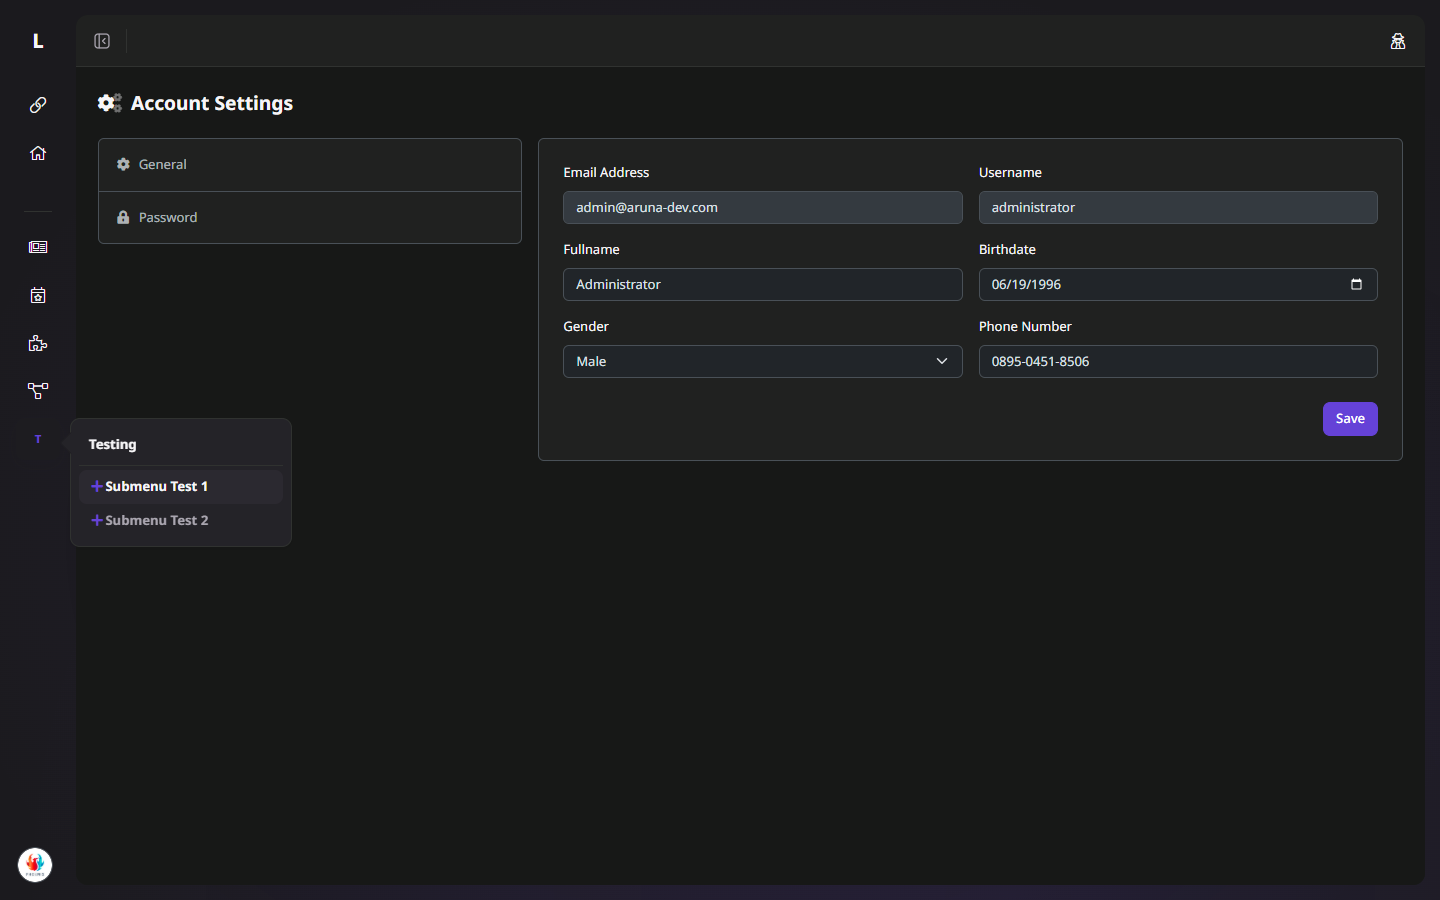 L
Account Settings
General
Password
Email Address
Username
admin@aruna-dev.com
administrator
Fullname
Birthdate
Administrator
06/19/1996
Gender
Phone Number
Male
0895-0451-8506
Save
T
Testing
Submenu Test 1
Submenu Test 2